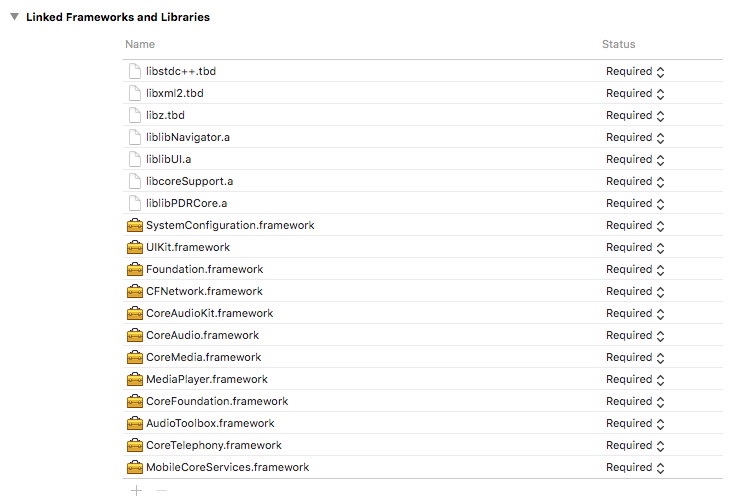 Linked Frameworks and Libraries
Name Status
libstdc++.tbd Required
libxml2.tbd Required
libz.tbd Required
liblibNavigator.a Required
liblibUI.a Required
libcoreSupport.a Required
liblibPDRCore.a Required
SystemConfiguration.framework Required
UIKit.framework Required
Foundation.framework Required
CFNetwork.framework Required
CoreAudioKit.framework Required
CoreAudio.framework Required
CoreMedia.framework Required
MediaPlayer.framework Required
CoreFoundation.framework Required
AudioToolbox.framework Required
CoreTelephony.framework Required
MobileCoreServices.framework Required